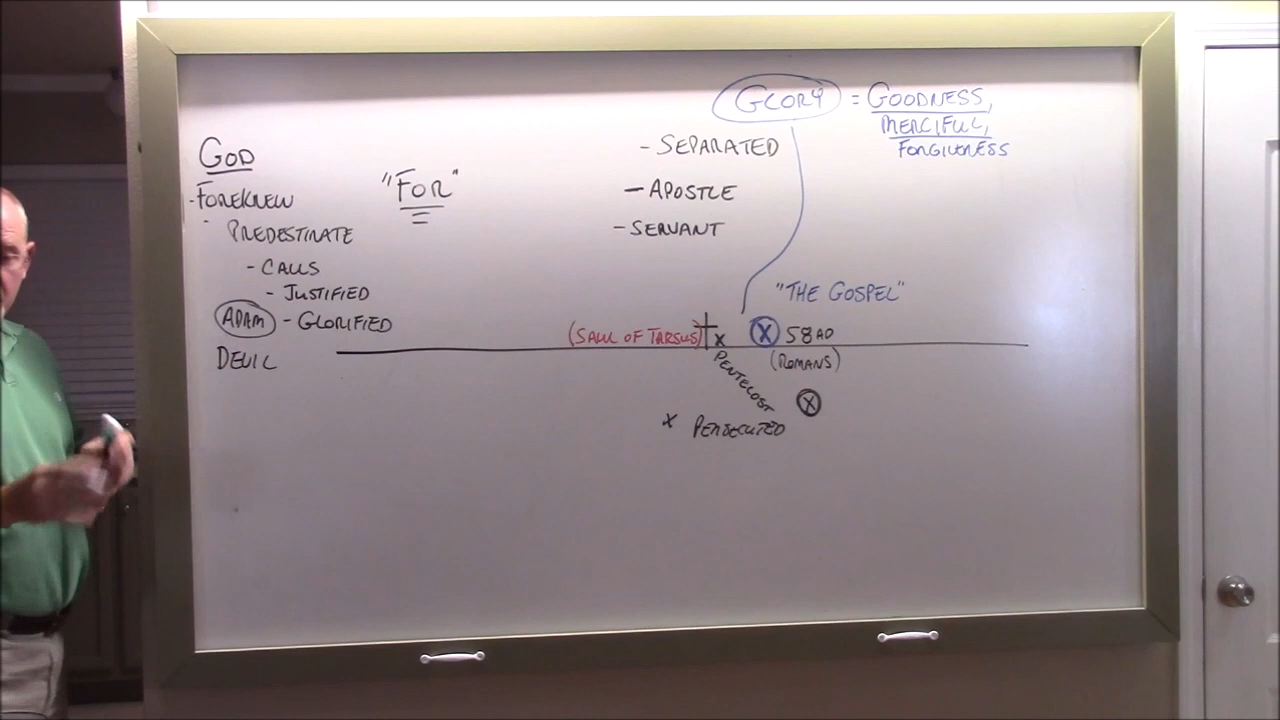 GOD
-FOREKNEW
- PREDESTINATE
- CALLS
- JUSTIFIED
ADAM - GLORIFIED
DEVIL
"FOR"
- SEPARATED
- APOSTLE
- SERVANT
GLORY = GOODNESS,
MERCIFUL,
FORGIVENESS
"THE GOSPEL"
(SAUL OF TARSUS) x X 58 AD
PENTECOST
(ROMANS)
X
x PERSECUTED